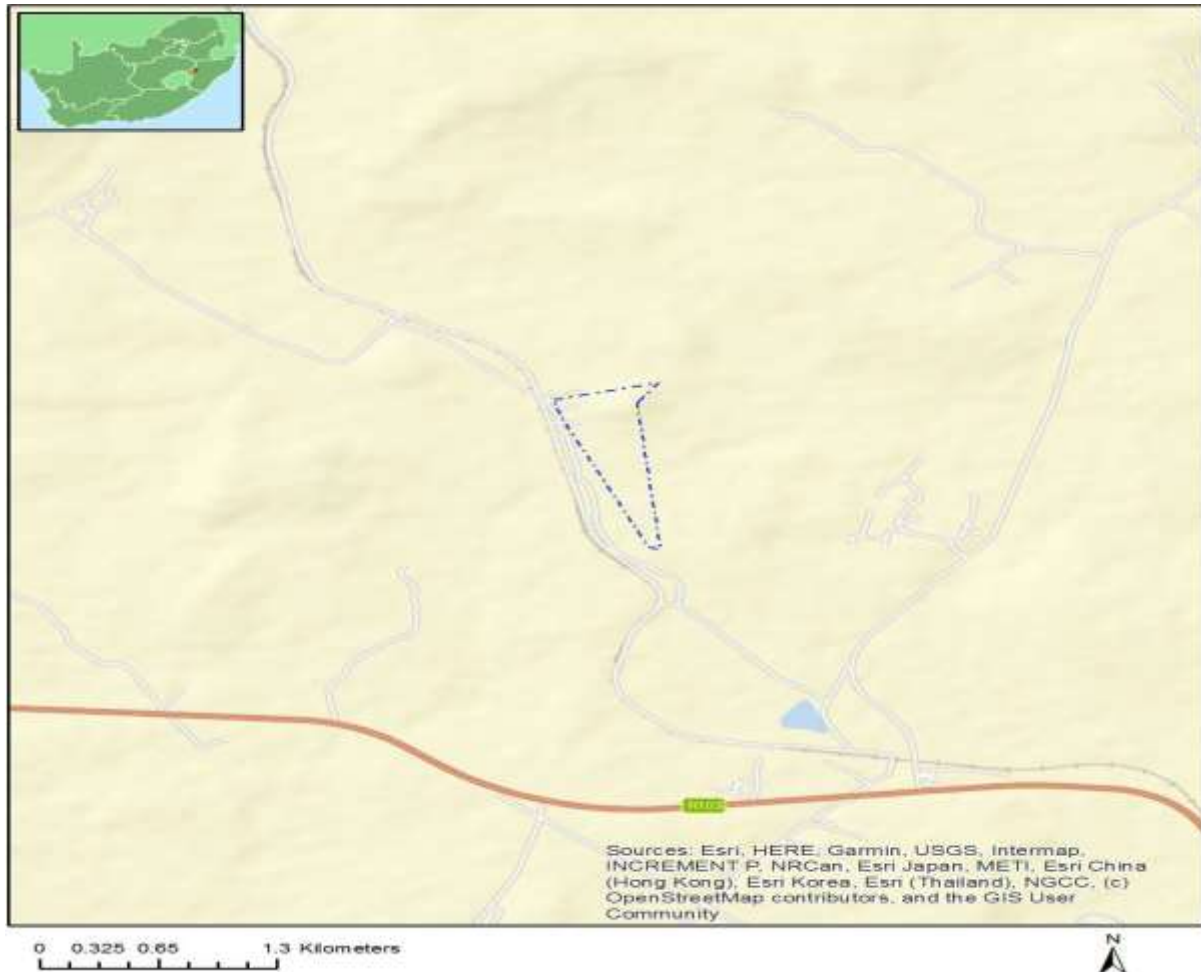 Sources: Esri, HERE, Garmin, USGS, Intermap,
INCREMENT P, NRCan, Esri Japan, METI, Esri China
(Hong Kong), Esri Korea, Esri (Thailand), NGCC, (c)
OpenStreetMap contributors, and the GIS User
Community
0 0.325 0.65 1.3 Kilometers
N